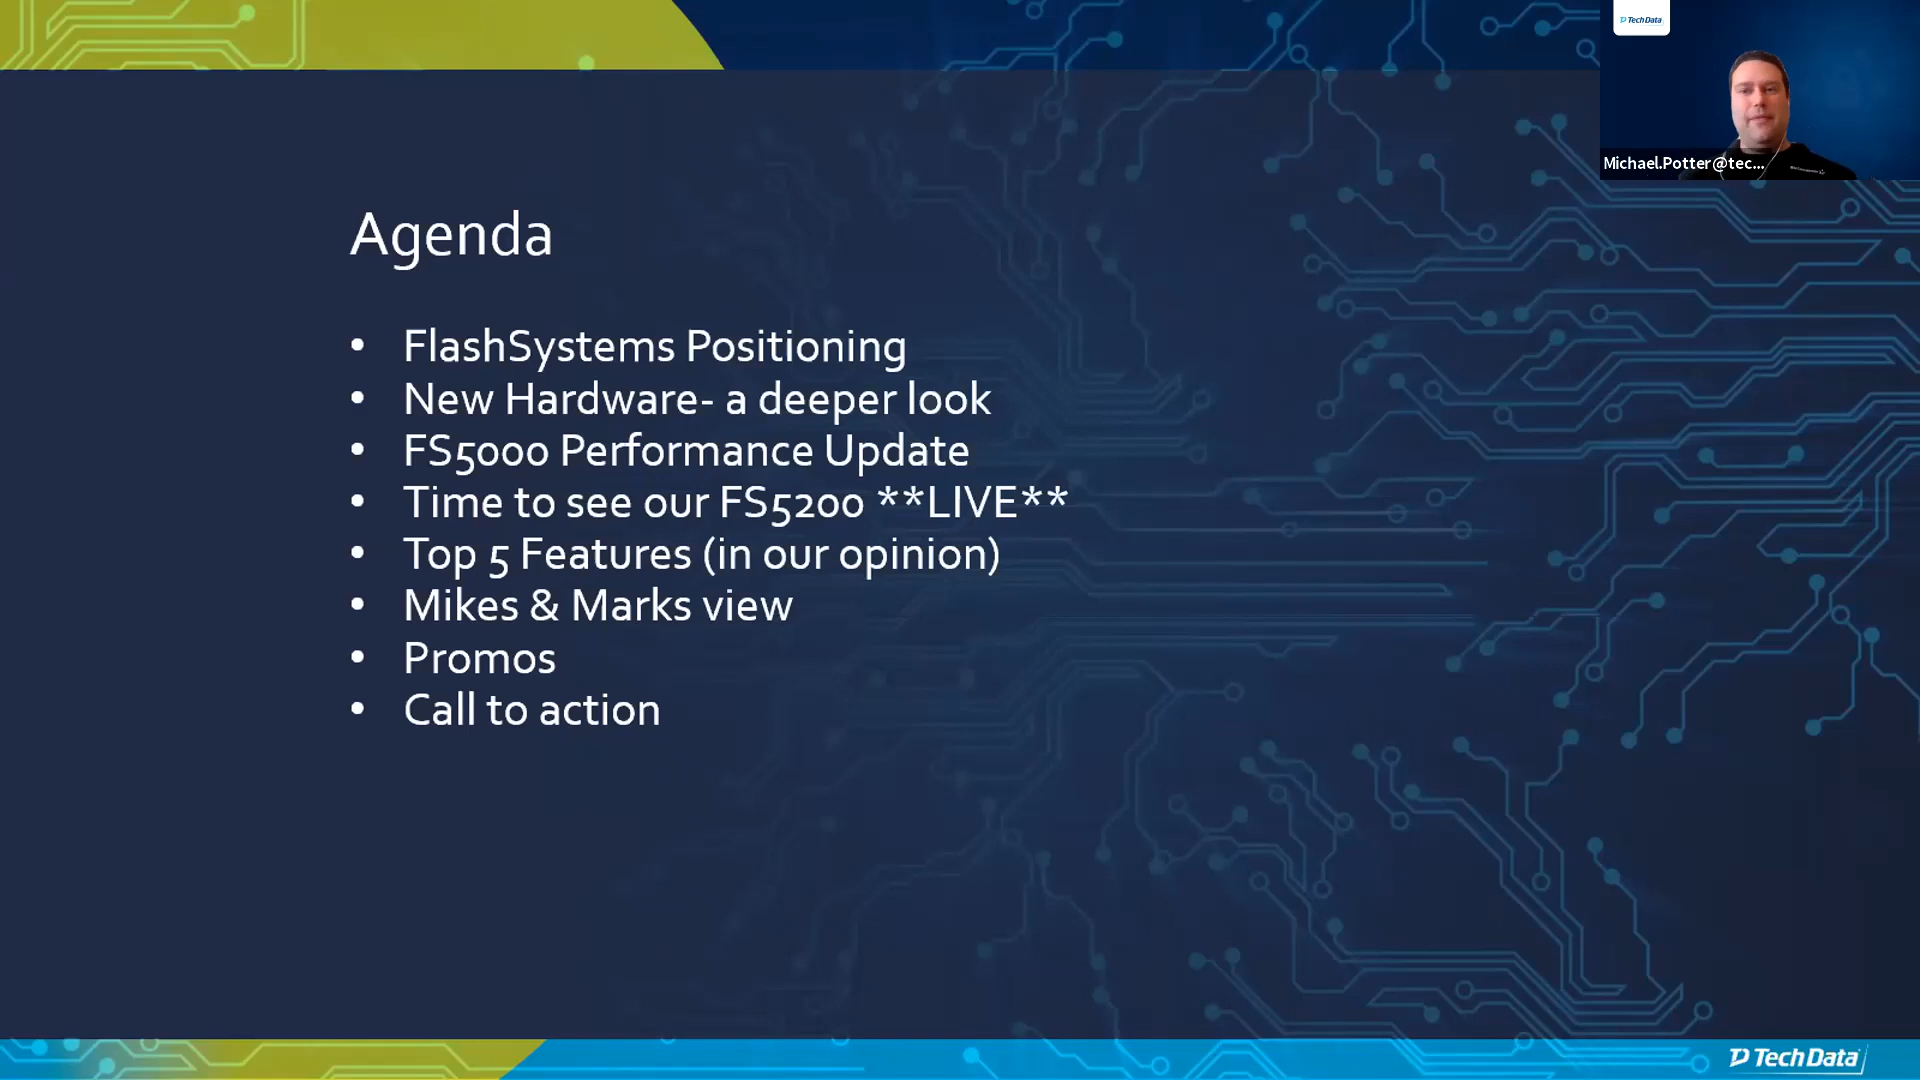 TechData
Michael.Potter@tec...
Agenda
• FlashSystems Positioning
• New Hardware- a deeper look
• FS5000 Performance Update
• Time to see our FS5200 **LIVE**
• Top 5 Features (in our opinion)
• Mikes & Marks view
• Promos
• Call to action
TechData